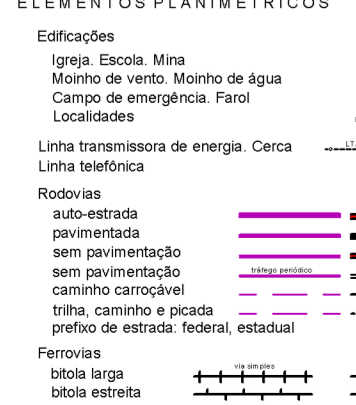 ELEMENTOS PLANIMÉTRICOS
Edificações
Igreja. Escola. Mina
Moinho de vento. Moinho de água
Campo de emergência. Farol
Localidades
Linha transmissora de energia. Cerca
L.T.
Linha telefônica
Rodovias
auto-estrada
pavimentada
sem pavimentação
sem pavimentação tráfego periódico
caminho carroçável
trilha, caminho e picada
prefixo de estrada: federal, estadual
Ferrovias
via simples
bitola larga
bitola estreita